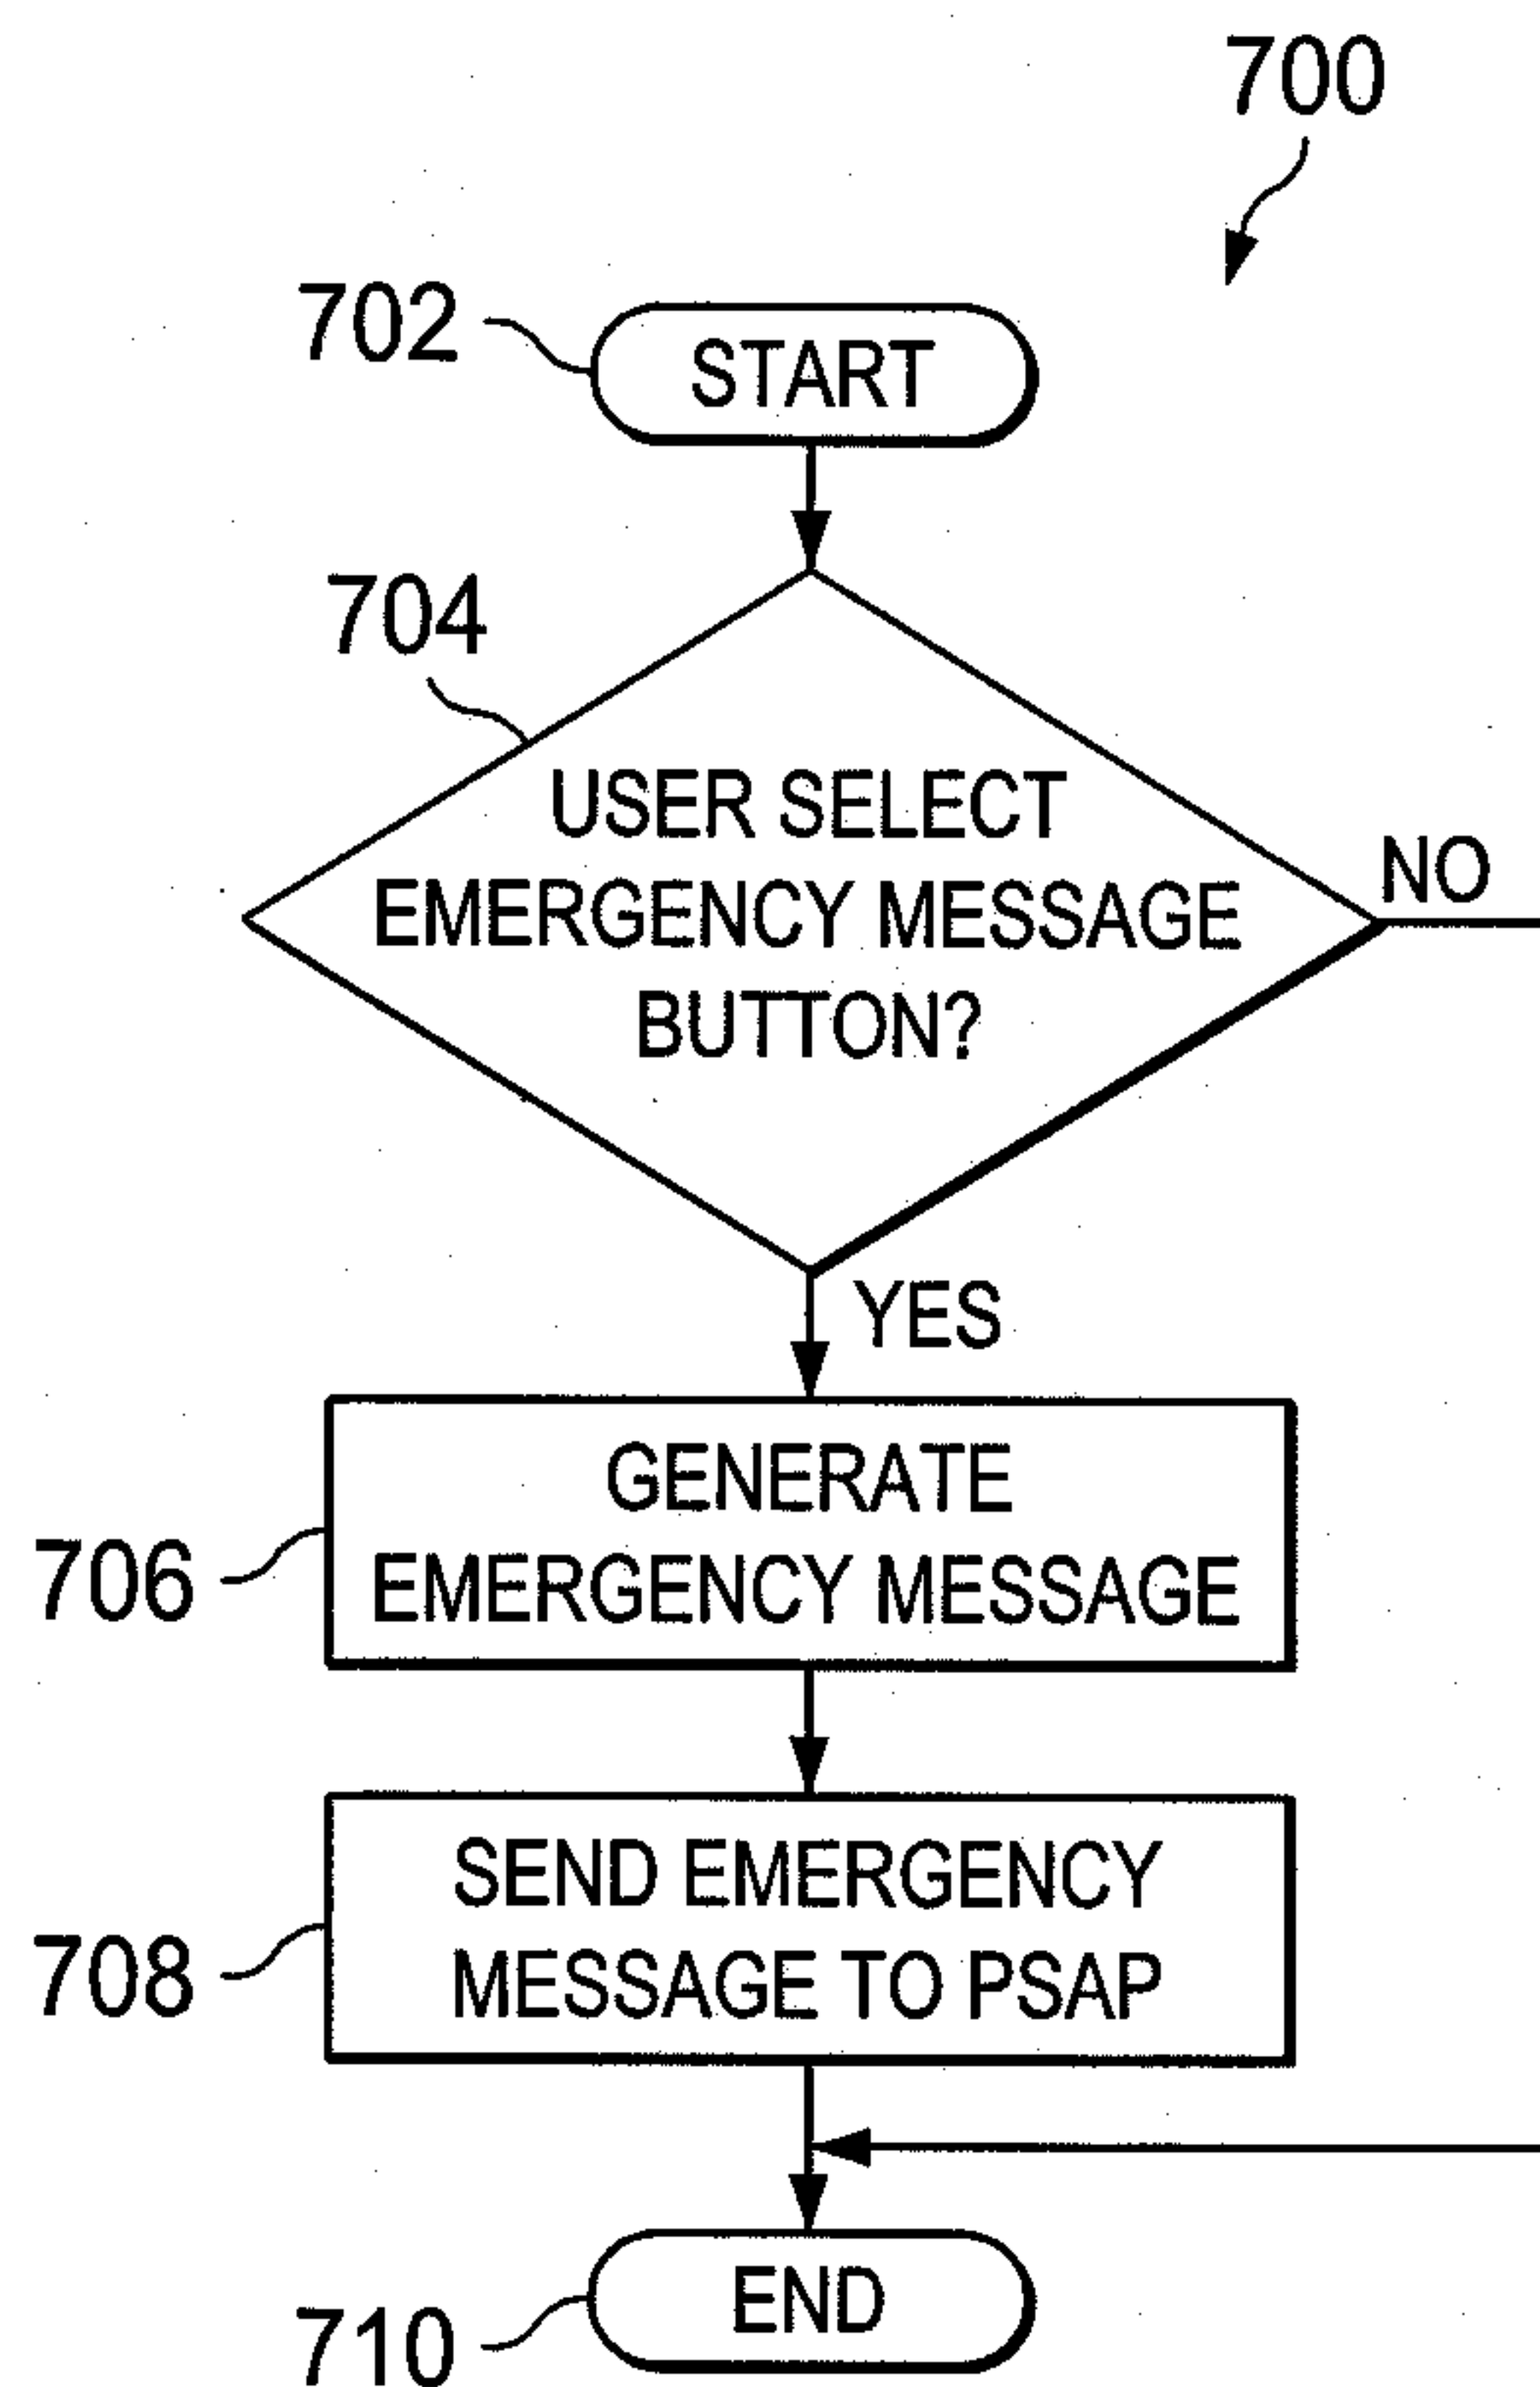 700
702
START
704
USER SELECT
EMERGENCY MESSAGE
BUTTON?
NO
YES
GENERATE
EMERGENCY MESSAGE
706
SEND EMERGENCY
MESSAGE TO PSAP
708
END
710